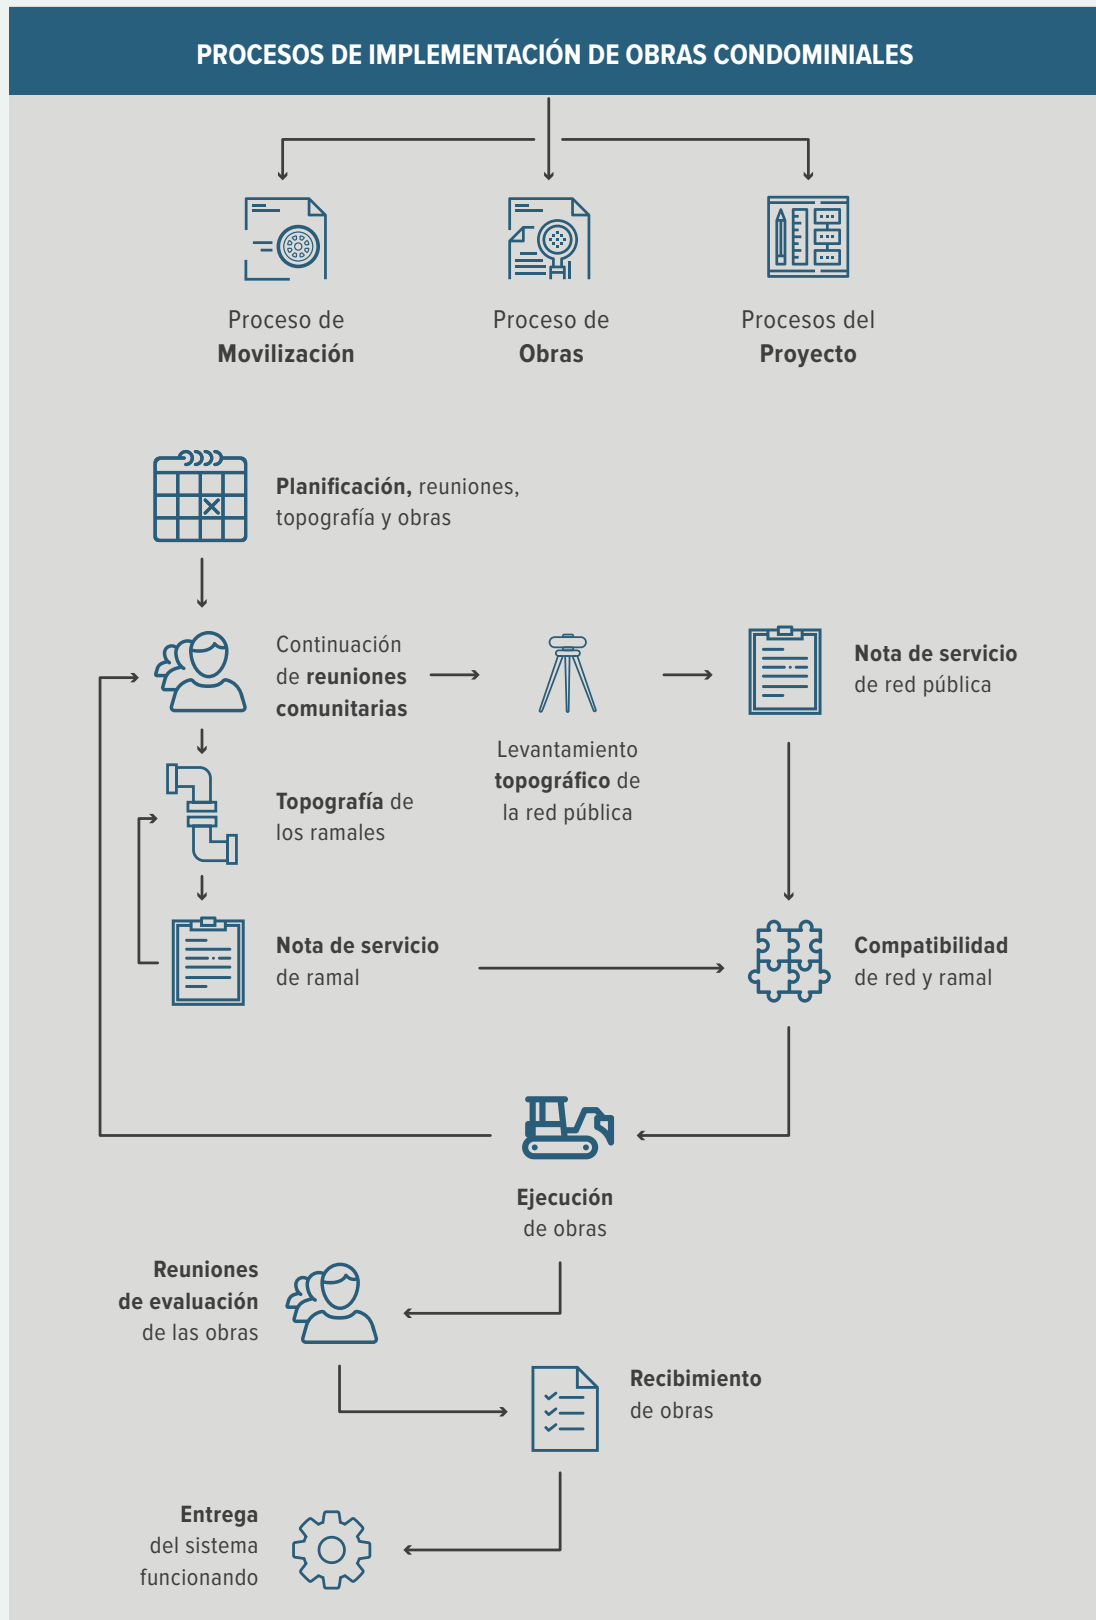 PROCESOS DE IMPLEMENTACIÓN DE OBRAS CONDOMINIALES
Proceso de
Movilización
Proceso de
Obras
Procesos del
Proyecto
Planificación, reuniones,
topografía y obras
Continuación
de reuniones
comunitarias
Levantamiento
topográfico de
la red pública
Nota de servicio
de red pública
Topografía de
los ramales
Nota de servicio
de ramal
Compatibilidad
de red y ramal
Ejecución
de obras
Reuniones
de evaluación
de las obras
Recibimiento
de obras
Entrega
del sistema
funcionando